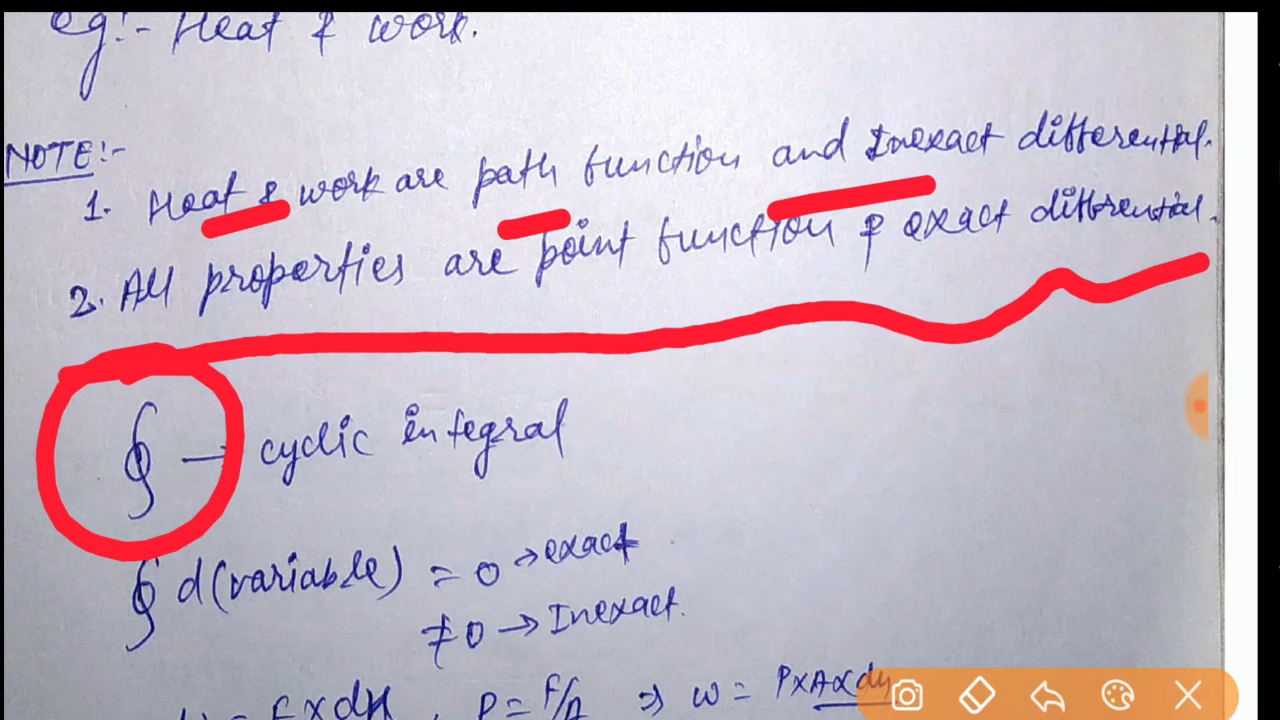 eg:- Heat & work.
NOTE:-
1. Heat & work are path function and Inexact differential.
2. All properties are point function & exact differential.
∮ → cyclic integral
∮ d(variable) = 0 → exact
≠ 0 → Inexact.
= F×dx, P = F/A ⇒ W = P×A×dx